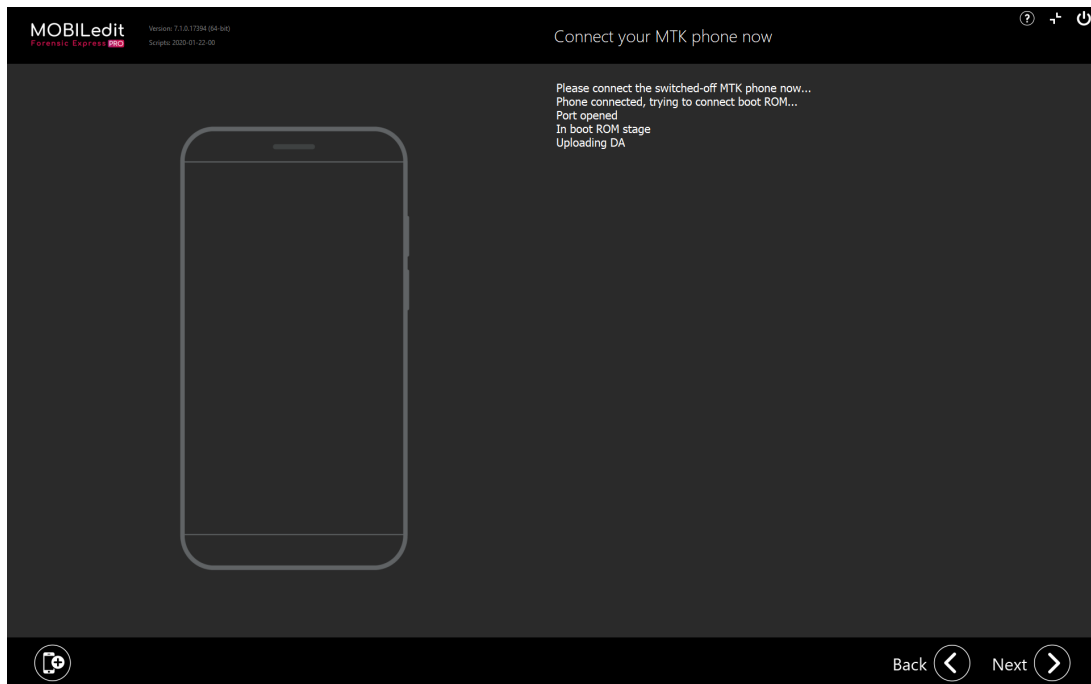 MOBILedit
Forensic Express PRO
Version: 7.1.0.17394 (64-bit)
Scripts: 2020-01-22-00
Connect your MTK phone now
?
Please connect the switched-off MTK phone now...
Phone connected, trying to connect boot ROM...
Port opened
In boot ROM stage
Uploading DA
Back
Next